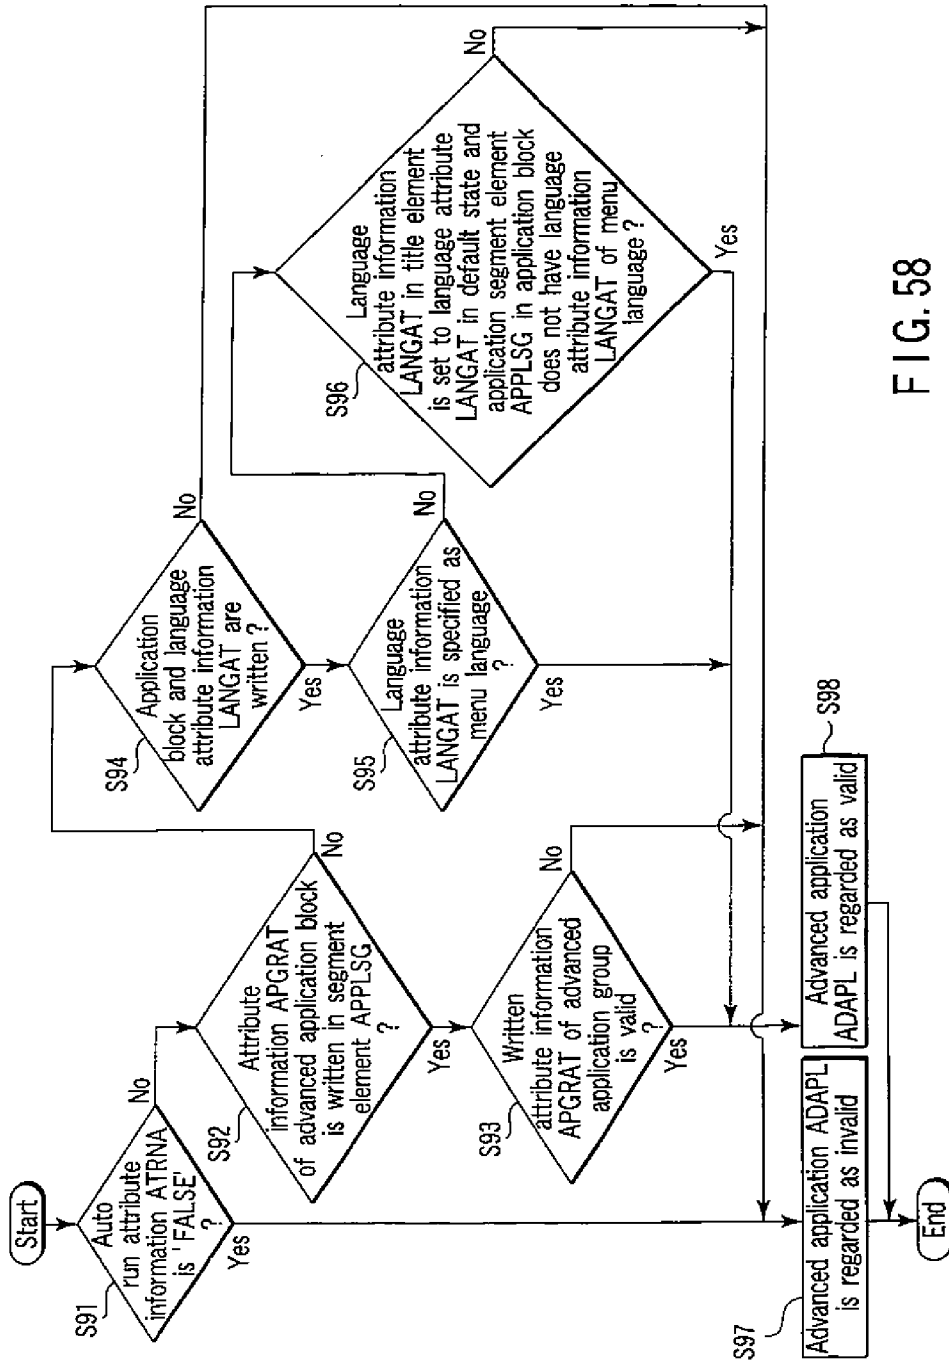 Start
S91
Auto
run attribute
information ATRNA
is 'FALSE'
?
No
Yes
S92
Attribute
information APGRAT
of advanced application block
is written in segment
element APPLSG
?
No
Yes
S93
Written
attribute information
APGRAT of advanced
application group
is valid
?
No
Yes
S94
Application
block and language
attribute information
LANGAT are
written ?
No
Yes
S95
Language
attribute information
LANGAT is specified as
menu language
?
No
Yes
S96
Language
attribute information
LANGAT in title element
is set to language attribute
LANGAT in default state and
application segment element
APPLSG in application block
does not have language
attribute information
LANGAT of menu
language ?
No
Yes
S97
Advanced application ADAPL
is regarded as invalid
S98
Advanced application
ADAPL is regarded as valid
End
FIG. 58